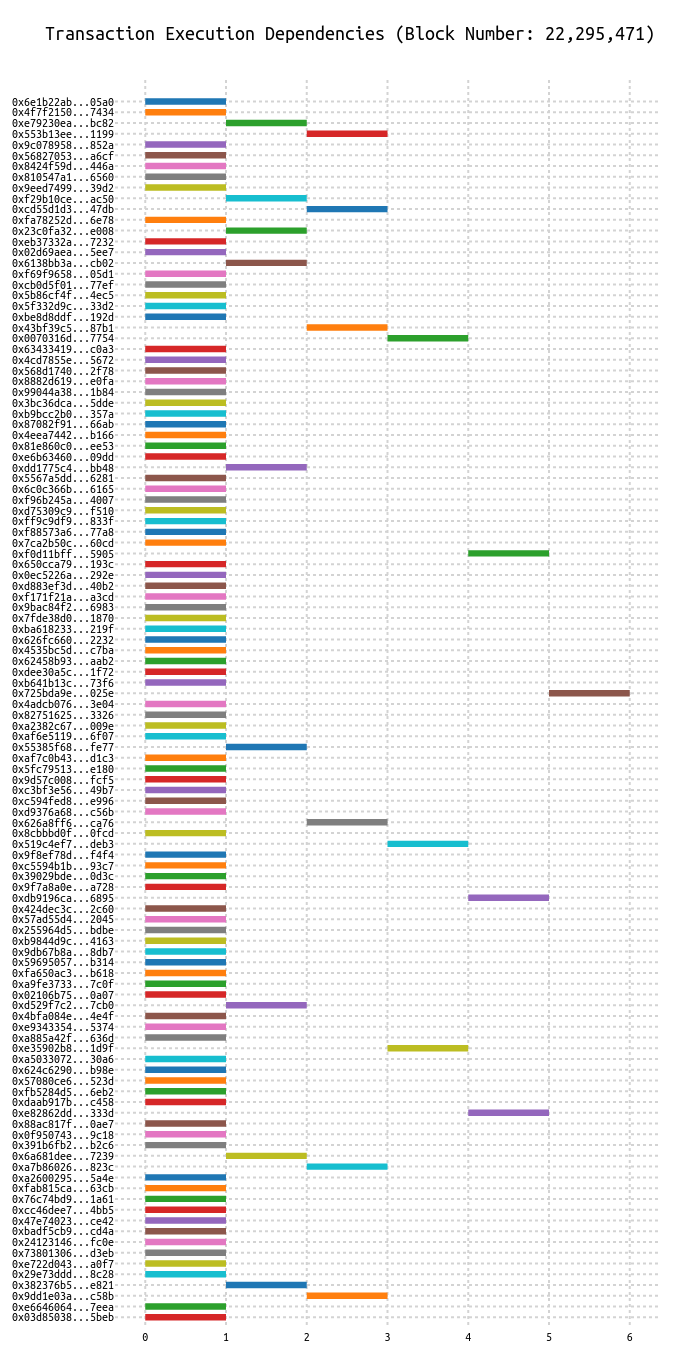 Transaction Execution Dependencies (Block Number: 22,295,471)
0x6e1b22ab...05a0
0x4f7f2150...7434
0xe79230ea...bc82
0x553b13ee...1199
0x9c078958...852a
0x56827053...a6cf
0x8424f59d...446a
0x810547a1...6560
0x9eed7499...39d2
0xf29b10ce...ac50
0xcd55d1d3...47db
0xfa78252d...6e78
0x23c0fa32...e008
0xeb37332a...7232
0x02d69aea...5ee7
0x6138bb3a...cb02
0xf69f9658...05d1
0xcb0d5f01...77ef
0x5b86cf4f...4ec5
0x5f332d9c...33d2
0xbe8d8ddf...192d
0x43bf39c5...87b1
0x0070316d...7754
0x63433419...c0a3
0x4cd7855e...5672
0x568d1740...2f78
0x8882d619...e0fa
0x99044a38...1b84
0x3bc36dca...5dde
0xb9bcc2b0...357a
0x87082f91...66ab
0x4eea7442...b166
0x81e860c0...ee53
0xe6b63460...09dd
0xdd1775c4...bb48
0x5567a5dd...6281
0x6c0c366b...6165
0xf96b245a...4007
0xd75309c9...f510
0xff9c9df9...833f
0xf88573a6...77a8
0x7ca2b50c...60cd
0xf0d11bff...5905
0x650cca79...193c
0x0ec5226a...292e
0xd883ef3d...40b2
0xf171f21a...a3cd
0x9bac84f2...6983
0x7fde38d0...1870
0xba618233...219f
0x626fc660...2232
0x4535bc5d...c7ba
0x62458b93...aab2
0xdee30a5c...1f72
0xb641b13c...73f6
0x725bda9e...025e
0x4adcb076...3e04
0x82751625...3326
0xa2382c67...009e
0xaf6e5119...6f07
0x55385f68...fe77
0xaf7c0b43...d1c3
0x5fc79513...e180
0x9d57c008...fcf5
0xc3bf3e56...49b7
0xc594fed8...e996
0xd9376a68...c56b
0x626a8ff6...ca76
0x8cbbbd0f...0fcd
0x519c4ef7...deb3
0x9f8ef78d...f4f4
0xc5594b1b...93c7
0x39029bde...0d3c
0x9f7a8a0e...a728
0xdb9196ca...6895
0x424dec3c...2c60
0x57ad55d4...2045
0x255964d5...bdbe
0xb9844d9c...4163
0x9db67b8a...8db7
0x59695057...b314
0xfa650ac3...b618
0xa9fe3733...7c0f
0x02106b75...0a07
0xd529f7c2...7cb0
0x4bfa084e...4e4f
0xe9343354...5374
0xa885a42f...636d
0xe35902b8...1d9f
0xa5033072...30a6
0x624c6290...b98e
0x57080ce6...523d
0xfb5284d5...6eb2
0xdaab917b...c458
0xe82862dd...333d
0x88ac817f...0ae7
0x0f950743...9c18
0x391b6fb2...b2c6
0x6a681dee...7239
0xa7b86026...823c
0xa2600295...5a4e
0xfab815ca...63cb
0x76c74bd9...1a61
0xcc46dee7...4bb5
0x47e74023...ce42
0xbadf5cb9...cd4a
0x24123146...fc0e
0x73801306...d3eb
0xe722d043...a0f7
0x29e73ddd...8c28
0x382376b5...e821
0x9dd1e03a...c58b
0xe6646064...7eea
0x03d85038...5beb
0 1 2 3 4 5 6